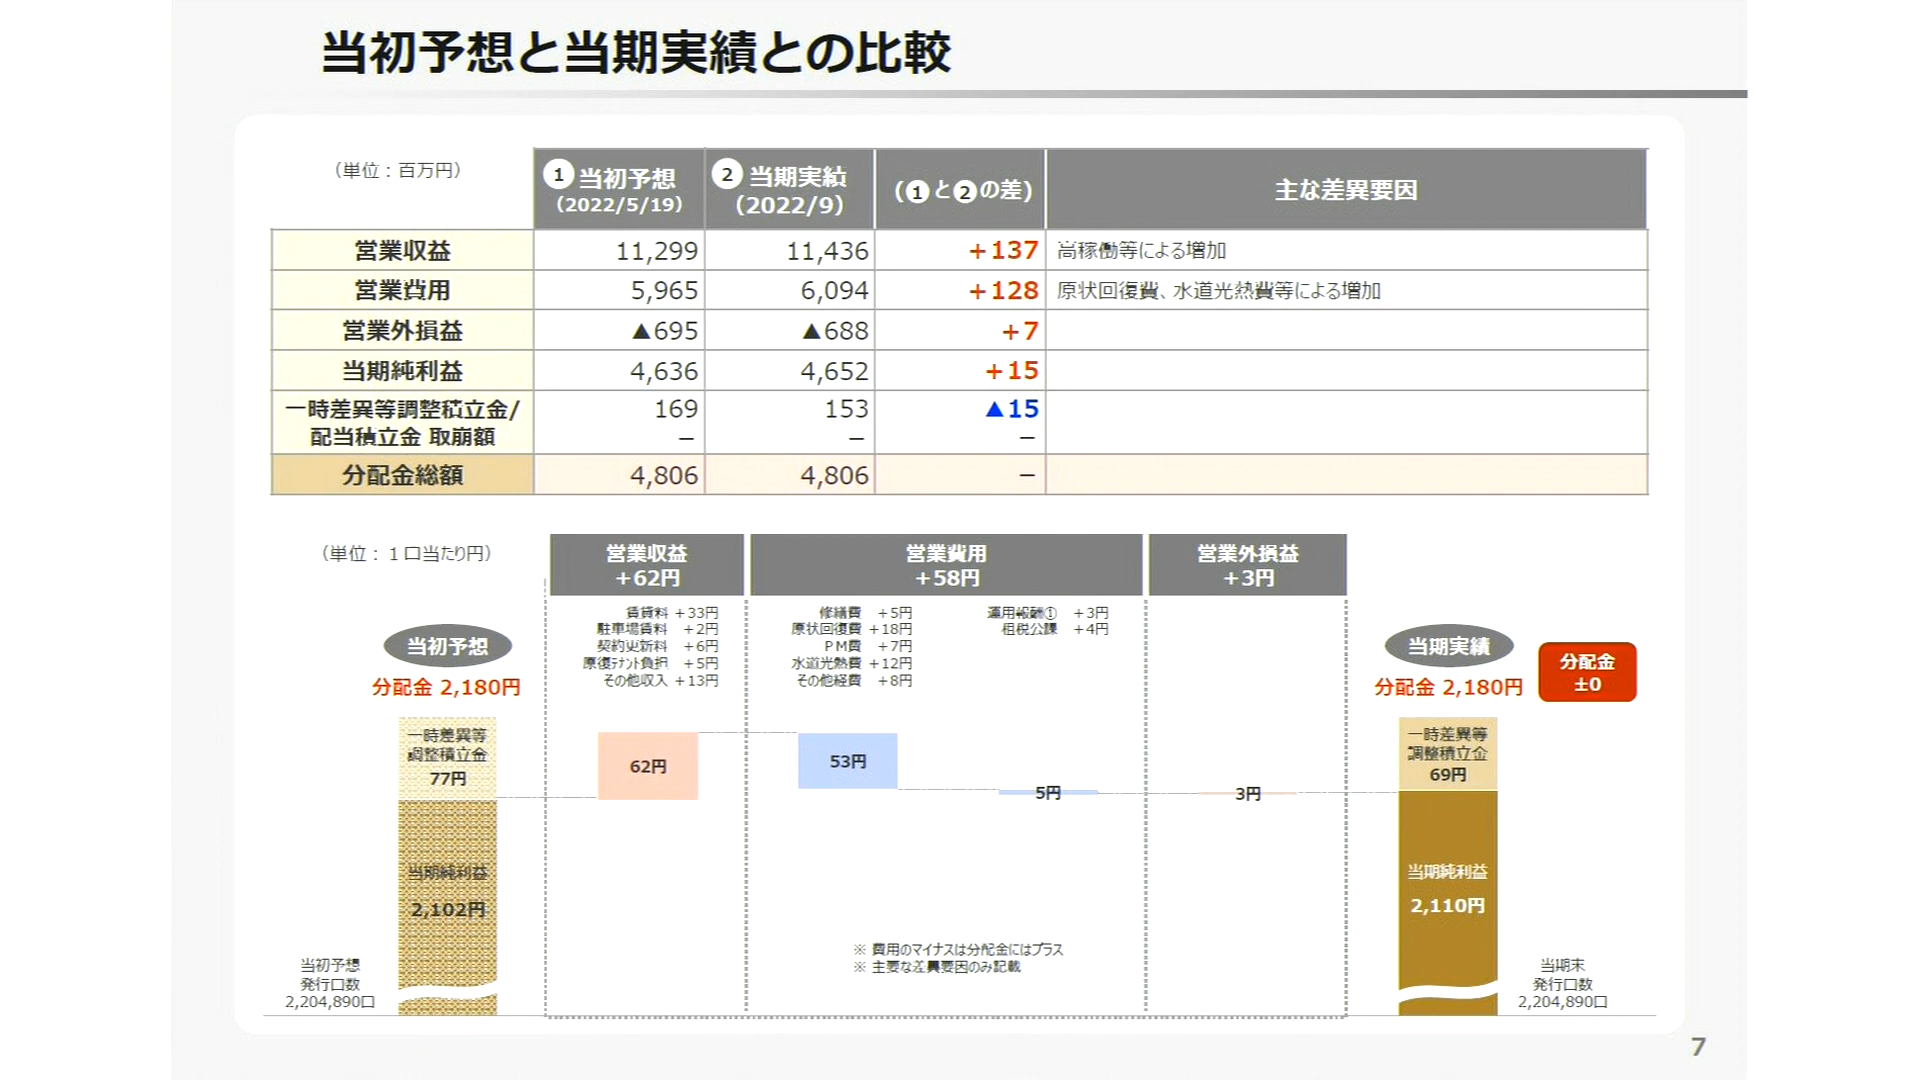 当初予想と当期実績との比較
（単位：百万円）
① 当初予想 （2022/5/19） ② 当期実績 （2022/9） (①と②の差) 主な差異要因
営業収益 11,299 11,436 +137 高稼働等による増加
営業費用 5,965 6,094 +128 原状回復費、水道光熱費等による増加
営業外損益 ▲695 ▲688 +7
当期純利益 4,636 4,652 +15
一時差異等調整積立金/ 169 153 ▲15
配当積立金 取崩額 － － －
分配金総額 4,806 4,806 －
（単位：１口当たり円）
営業収益
+62円
営業費用
+58円
営業外損益
+3円
賃貸料 +33円
駐車場賃料 +2円
契約更新料 +6円
原復テナント負担 +5円
その他収入 +13円
修繕費 +5円
原状回復費 +18円
ＰＭ費 +7円
水道光熱費 +12円
その他経費 +8円
運用報酬① +3円
租税公課 +4円
当初予想
分配金 2,180円
一時差異等
調整積立金
77円
当期純利益
2,102円
当初予想
発行口数
2,204,890口
62円
53円
5円
3円
※ 費用のマイナスは分配金にはプラス
※ 主要な差異要因のみ記載
当期実績
分配金 2,180円
分配金
±0
一時差異等
調整積立金
69円
当期純利益
2,110円
当期末
発行口数
2,204,890口
7